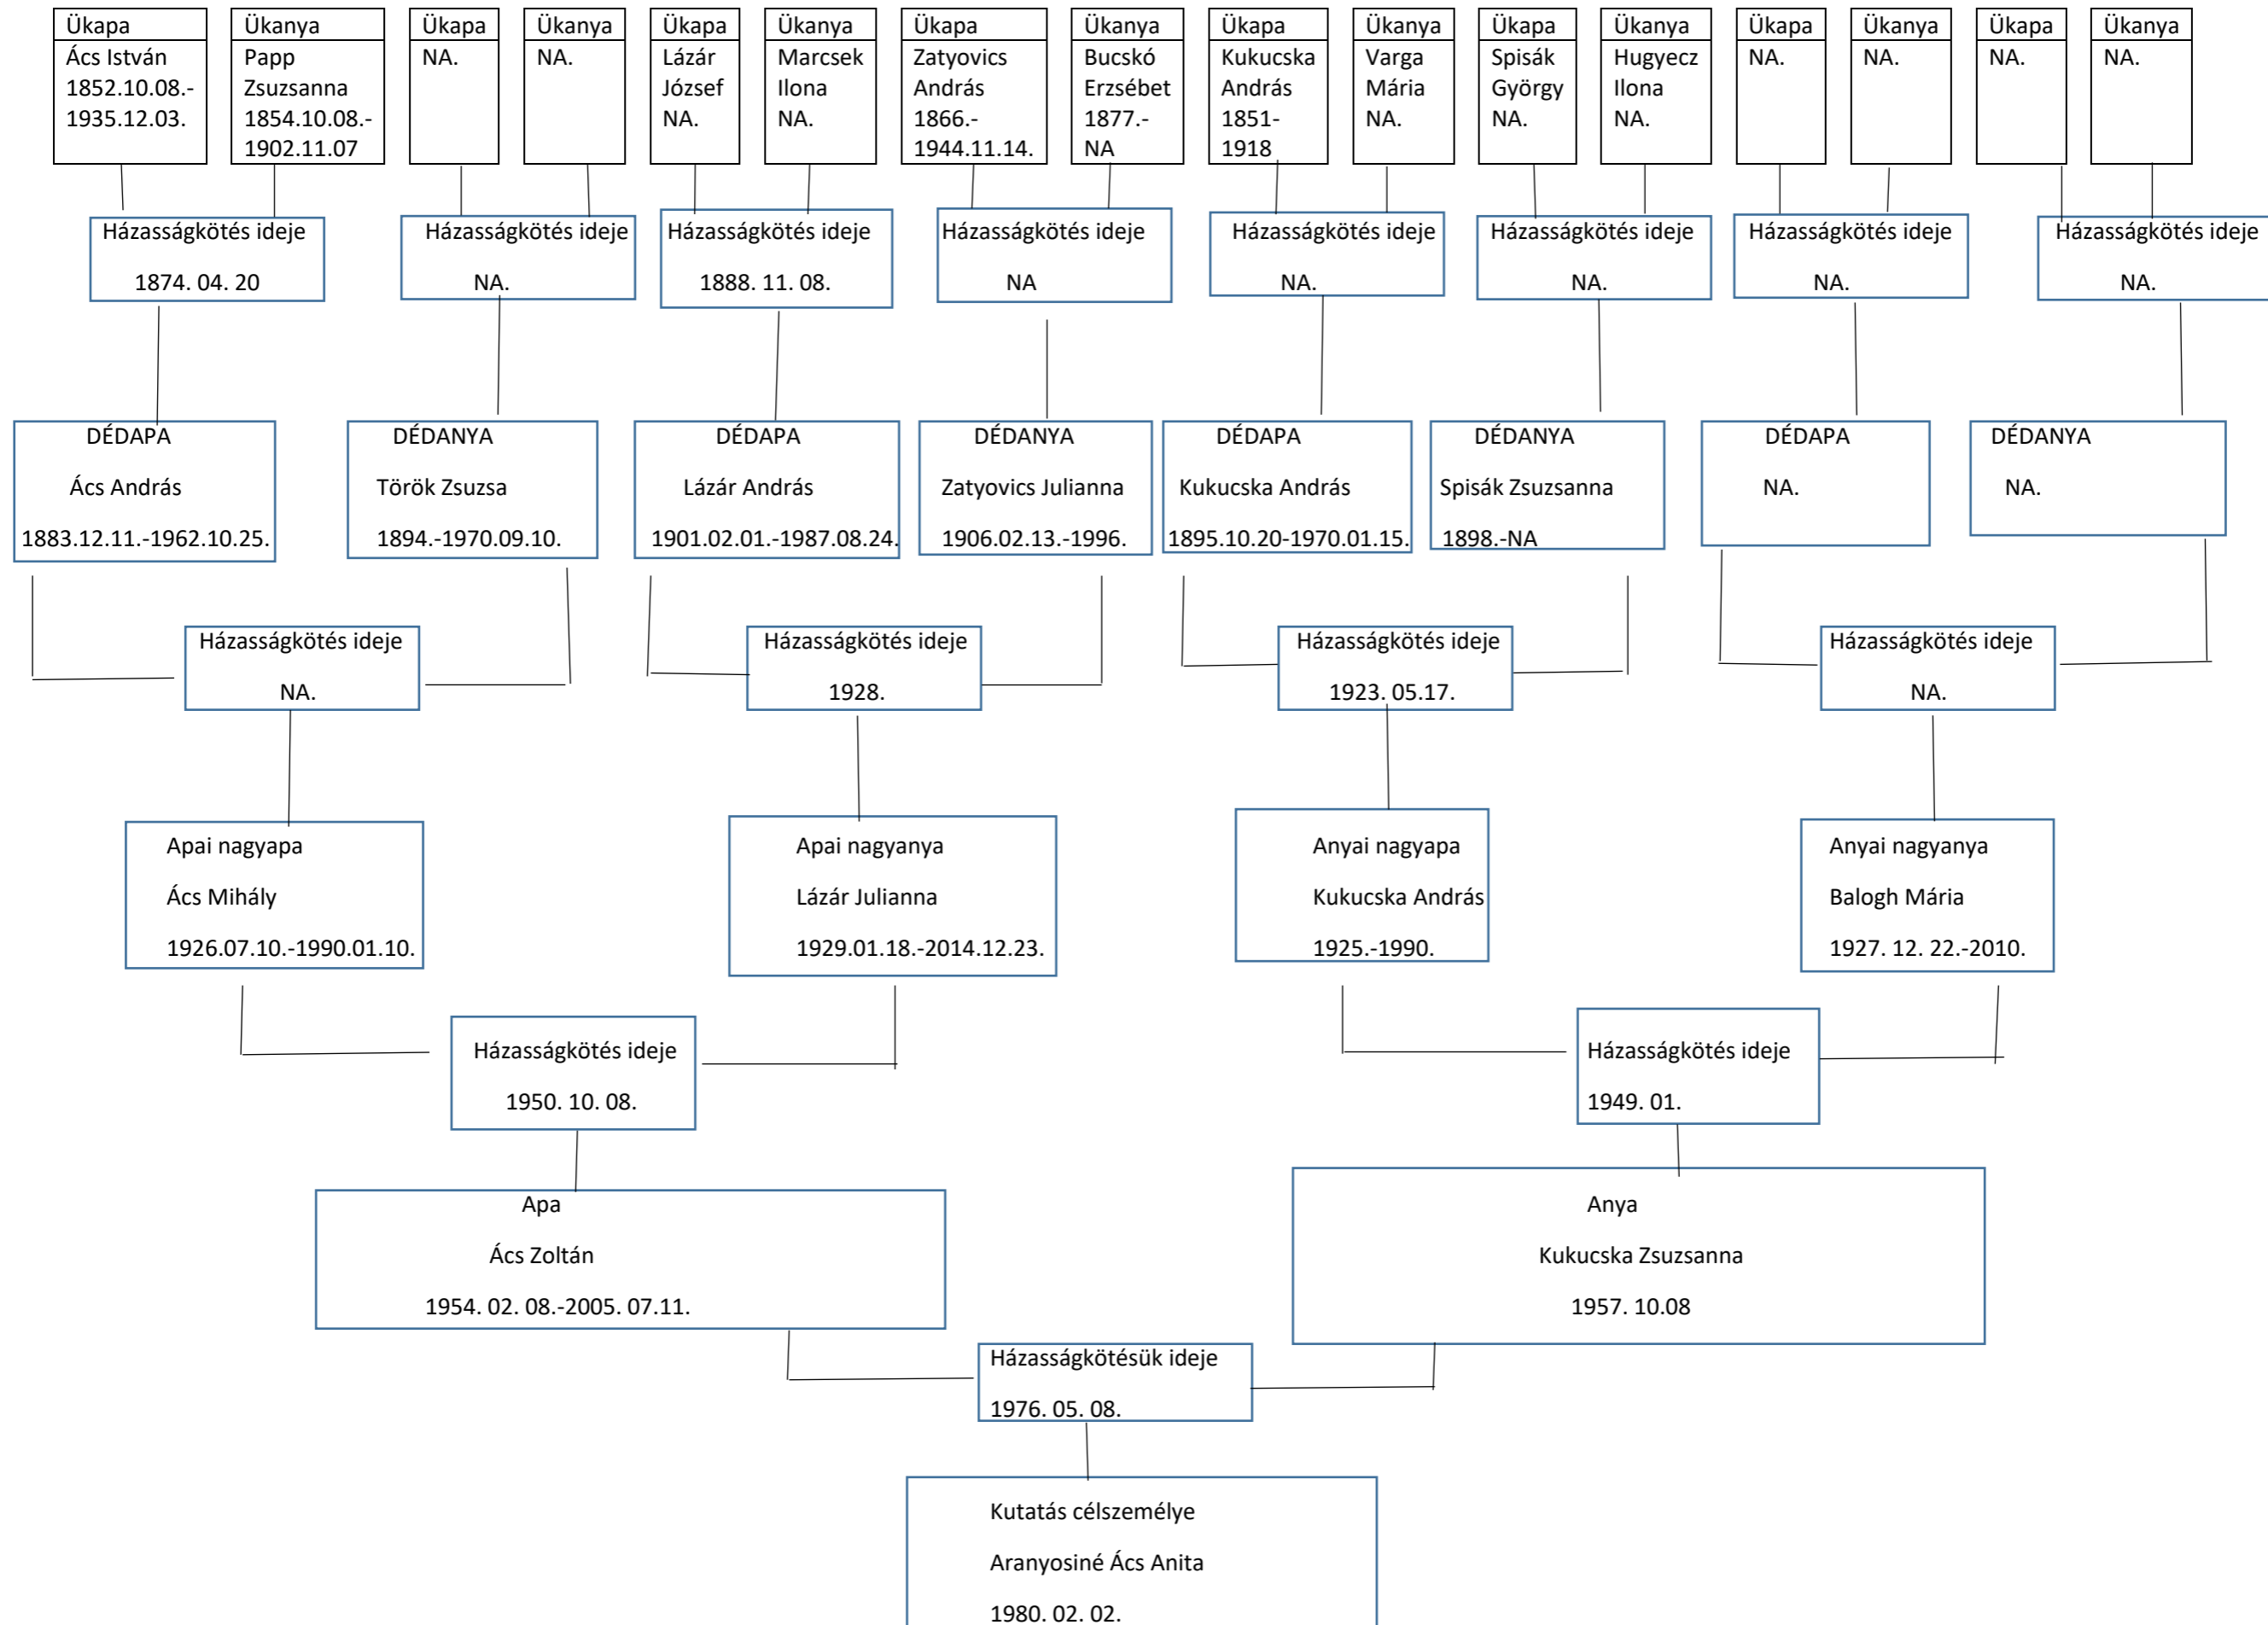 Ükapa
Ács István
1852.10.08.-
1935.12.03.
Ükanya
Papp
Zsuzsanna
1854.10.08.-
1902.11.07
Ükapa
NA.
Ükanya
NA.
Ükapa
Lázár
József
NA.
Ükanya
Marcsek
Ilona
NA.
Ükapa
Zatyovics
András
1866.-
1944.11.14.
Ükanya
Bucskó
Erzsébet
1877.-
NA
Ükapa
Kukucska
András
1851-
1918
Ükanya
Varga
Mária
NA.
Ükapa
Spisák
György
NA.
Ükanya
Hugyecz
Ilona
NA.
Ükapa
NA.
Ükanya
NA.
Ükapa
NA.
Ükanya
NA.
Házasságkötés ideje
1874. 04. 20
Házasságkötés ideje
NA.
Házasságkötés ideje
1888. 11. 08.
Házasságkötés ideje
NA
Házasságkötés ideje
NA.
Házasságkötés ideje
NA.
Házasságkötés ideje
NA.
Házasságkötés ideje
NA.
DÉDAPA
Ács András
1883.12.11.-1962.10.25.
DÉDANYA
Török Zsuzsa
1894.-1970.09.10.
DÉDAPA
Lázár András
1901.02.01.-1987.08.24.
DÉDANYA
Zatyovics Julianna
1906.02.13.-1996.
DÉDAPA
Kukucska András
1895.10.20-1970.01.15.
DÉDANYA
Spisák Zsuzsanna
1898.-NA
DÉDAPA
NA.
DÉDANYA
NA.
Házasságkötés ideje
NA.
Házasságkötés ideje
1928.
Házasságkötés ideje
1923. 05.17.
Házasságkötés ideje
NA.
Apai nagyapa
Ács Mihály
1926.07.10.-1990.01.10.
Apai nagyanya
Lázár Julianna
1929.01.18.-2014.12.23.
Anyai nagyapa
Kukucska András
1925.-1990.
Anyai nagyanya
Balogh Mária
1927. 12. 22.-2010.
Házasságkötés ideje
1950. 10. 08.
Házasságkötés ideje
1949. 01.
Apa
Ács Zoltán
1954. 02. 08.-2005. 07.11.
Anya
Kukucska Zsuzsanna
1957. 10.08
Házasságkötésük ideje
1976. 05. 08.
Kutatás célszemélye
Aranyosiné Ács Anita
1980. 02. 02.